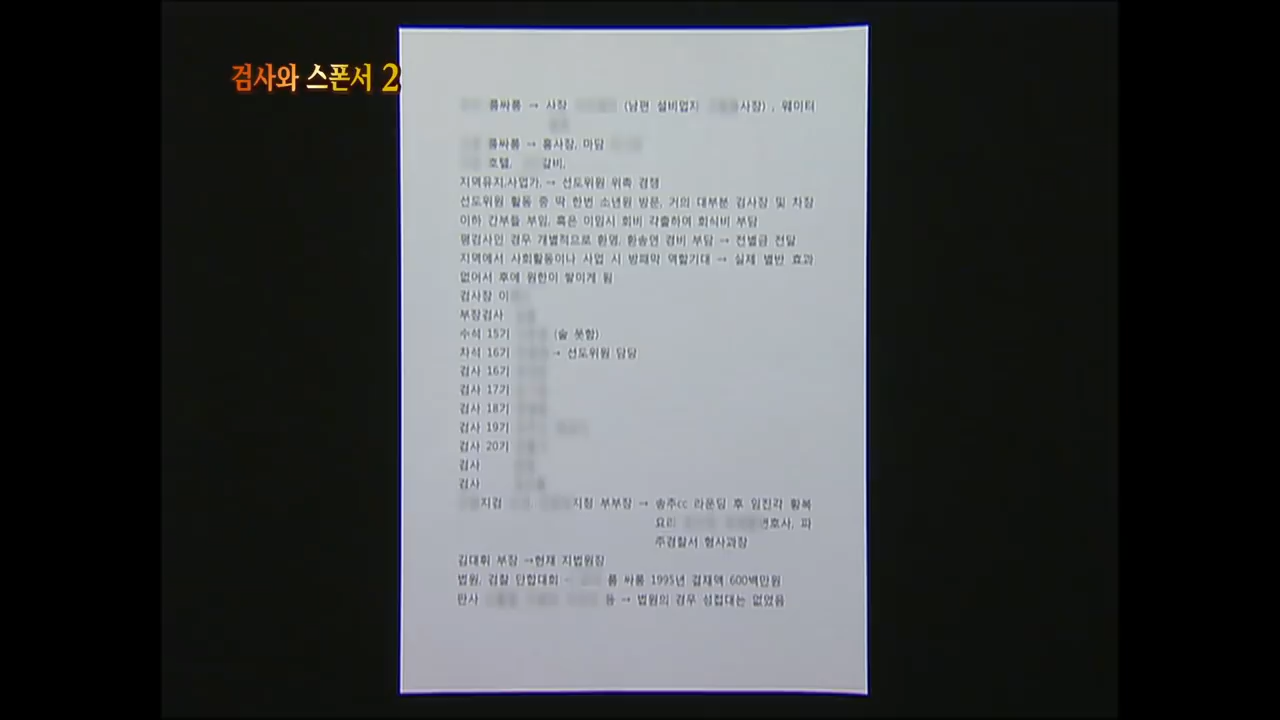 검사와 스폰서 2
룸싸롱 → 사장 (남편 설비업자 사장) , 웨이터
룸싸롱 → 홍사장, 마담
호텔, 갈비,
지역유지,사업가, → 선도위원 위촉 경쟁
선도위원 활동 중 딱 한번 소년원 방문, 거의 대부분 검사장 및 차장
이하 간부들 부임, 혹은 이임시 회비 각출하여 회식비 부담
평검사인 경우 개별적으로 환영, 환송연 경비 부담 → 전별금 전달
지역에서 사회활동이나 사업 시 방패막 역할기대 → 실제 별반 효과
없어서 후에 원한이 쌓이게 됨
검사장 이
부장검사
수석 15기 (술 못함)
차석 16기 → 선도위원 담당
검사 16기
검사 17기
검사 18기
검사 19기
검사 20기
검사
검사
지검 지청 부부장 → 송추cc 라운딩 후 임진각 황복
요리 변호사, 파
주경찰서 형사과장
김대휘 부장 →현재 지법원장
법원, 검찰 단합대회 - 룸 싸롱 1995년 결재액 600백만원
판사 등 → 법원의 경우 성접대는 없었음